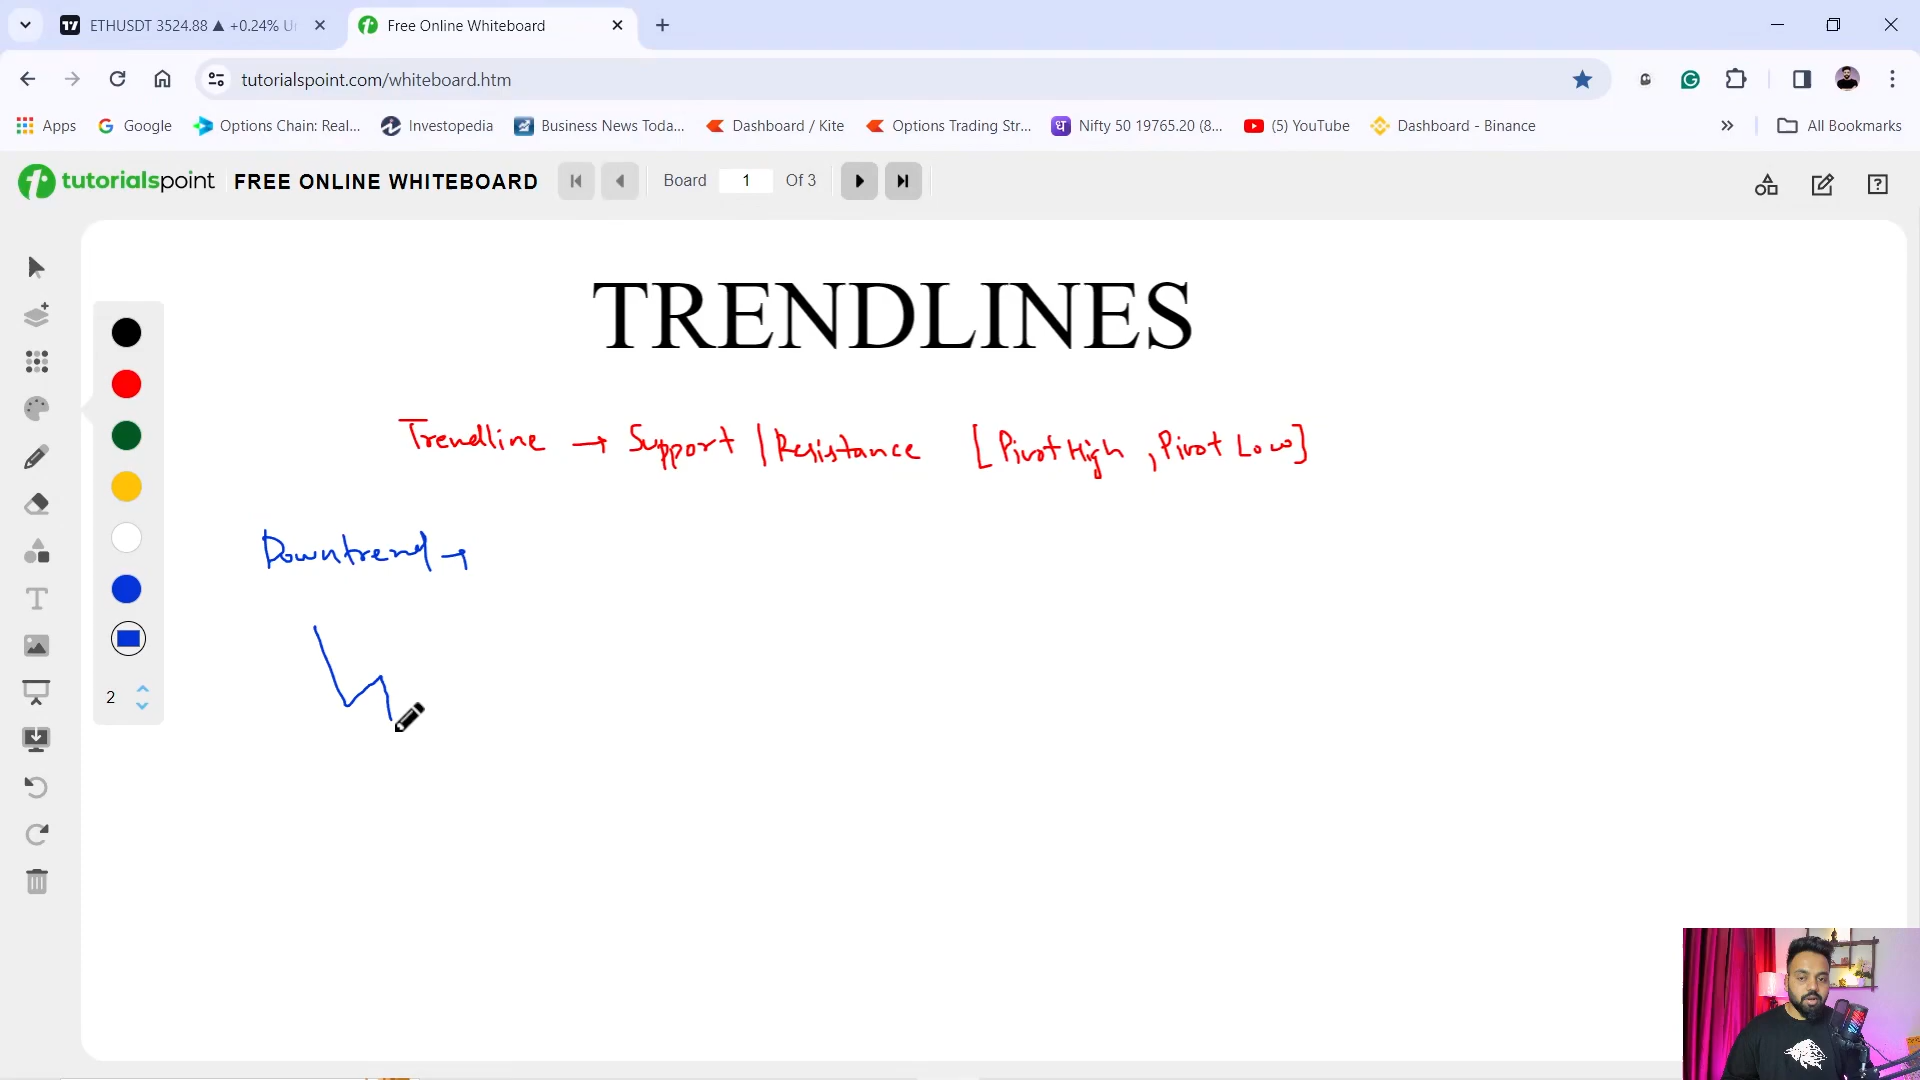 ETHUSDT 3524.88 ▲ +0.24% Un
Free Online Whiteboard
tutorialspoint.com/whiteboard.htm
Apps Google Options Chain: Real... Investopedia Business News Toda... Dashboard / Kite Options Trading Str... Nifty 50 19765.20 (8... (5) YouTube Dashboard - Binance » All Bookmarks
tutorialspoint FREE ONLINE WHITEBOARD Board 1 Of 3
TRENDLINES
Trendline → Support | Resistance [Pivot High, Pivot Low]
Downtrend →
2